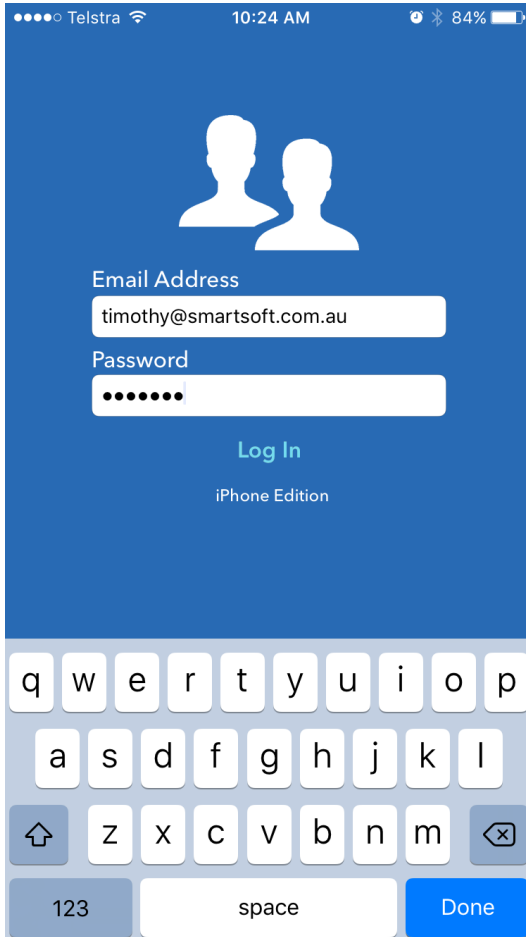 Telstra 10:24 AM 84%
Email Address
timothy@smartsoft.com.au
Password
•••••••
Log In
iPhone Edition
q w e r t y u i o p
a s d f g h j k l
z x c v b n m
123 space Done